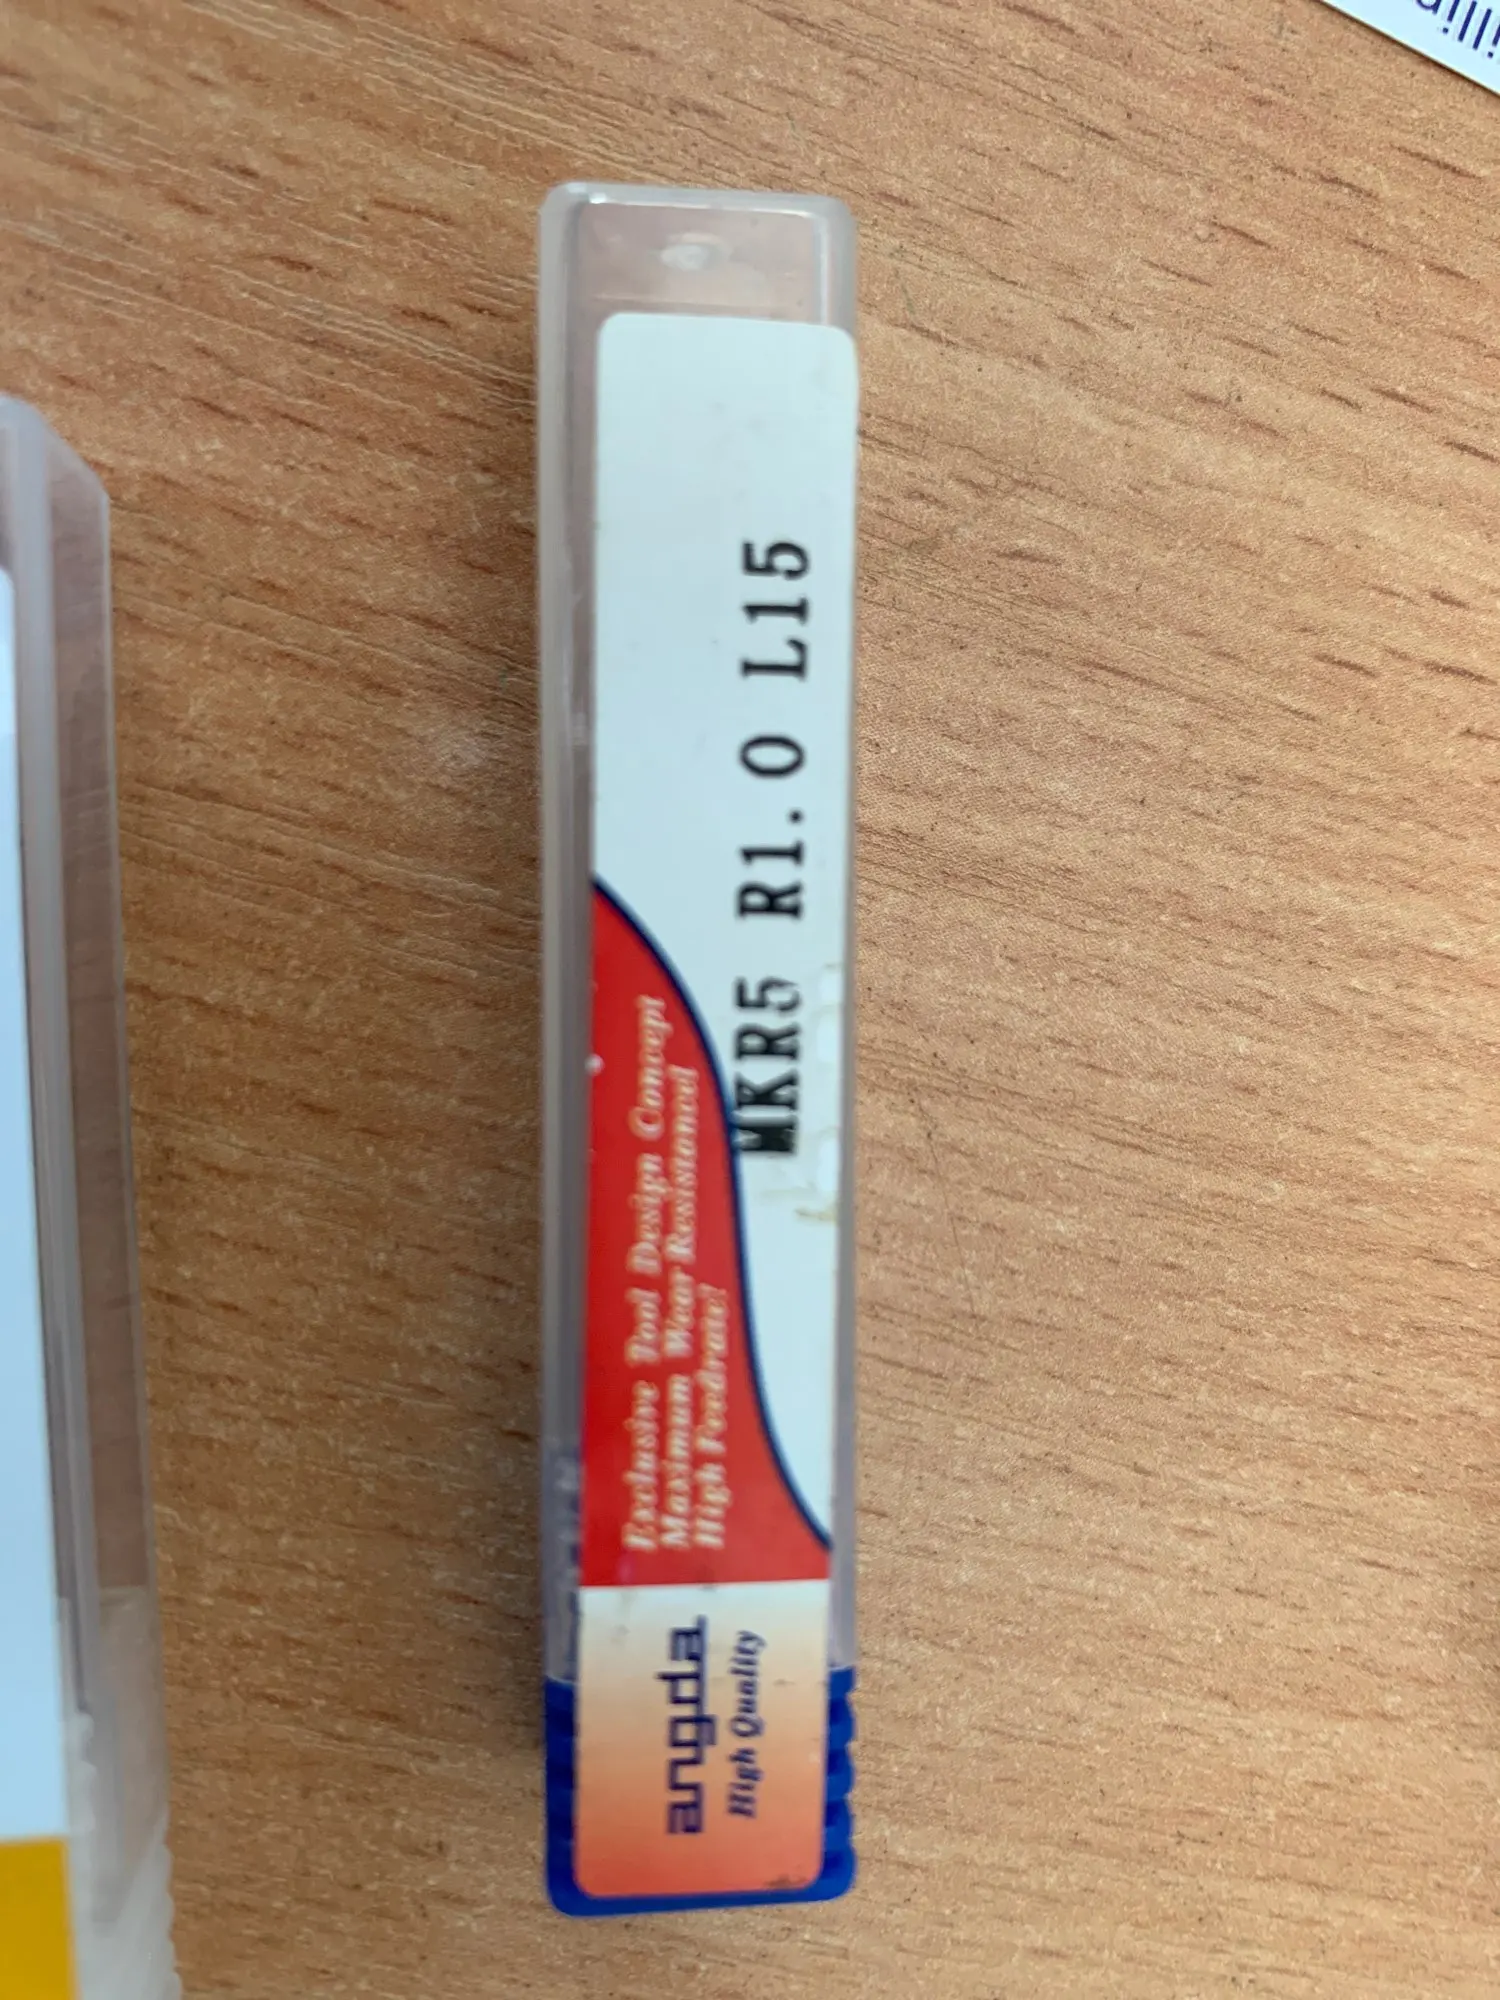 MKR5 R1.0 L15
Exclusive Tool Design Concept
Maximum Wear Resistance!
High Feedrate!
angda
High Quality